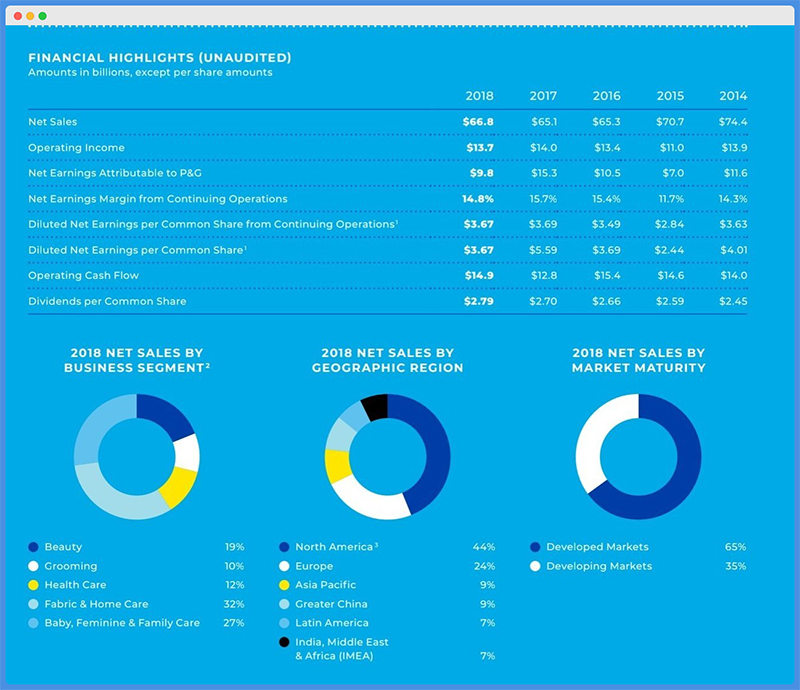 FINANCIAL HIGHLIGHTS (UNAUDITED)
Amounts in billions, except per share amounts
2018 2017 2016 2015 2014
Net Sales $66.8 $65.1 $65.3 $70.7 $74.4
Operating Income $13.7 $14.0 $13.4 $11.0 $13.9
Net Earnings Attributable to P&G $9.8 $15.3 $10.5 $7.0 $11.6
Net Earnings Margin from Continuing Operations 14.8% 15.7% 15.4% 11.7% 14.3%
Diluted Net Earnings per Common Share from Continuing Operations¹ $3.67 $3.69 $3.49 $2.84 $3.63
Diluted Net Earnings per Common Share¹ $3.67 $5.59 $3.69 $2.44 $4.01
Operating Cash Flow $14.9 $12.8 $15.4 $14.6 $14.0
Dividends per Common Share $2.79 $2.70 $2.66 $2.59 $2.45
2018 NET SALES BY
BUSINESS SEGMENT²
Beauty 19%
Grooming 10%
Health Care 12%
Fabric & Home Care 32%
Baby, Feminine & Family Care 27%
2018 NET SALES BY
GEOGRAPHIC REGION
North America³ 44%
Europe 24%
Asia Pacific 9%
Greater China 9%
Latin America 7%
India, Middle East
& Africa (IMEA) 7%
2018 NET SALES BY
MARKET MATURITY
Developed Markets 65%
Developing Markets 35%